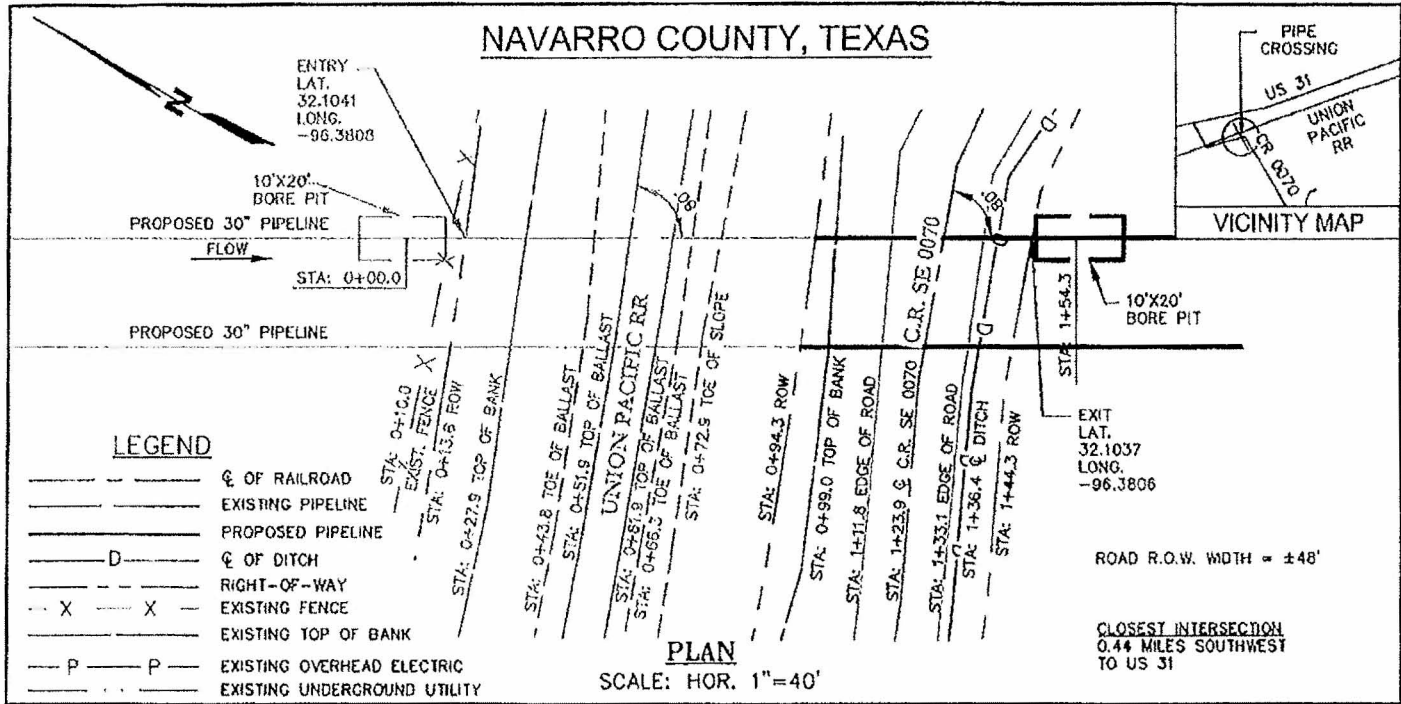 NAVARRO COUNTY, TEXAS
N
ENTRY
LAT.
32.1041
LONG.
-96.3808
10'X20'
BORE PIT
PROPOSED 30" PIPELINE
FLOW
STA: 0+00.0
PROPOSED 30" PIPELINE
80°
80°
X
X
X
X
D
D
D
D
D
STA: 0+10.0
EXIST. FENCE
STA: 0+13.6 ROW
STA: 0+27.9 TOP OF BANK
STA: 0+43.8 TOE OF BALLAST
STA: 0+51.9 TOP OF BALLAST
UNION PACIFIC RR
STA: 0+61.9 TOP OF BALLAST
STA: 0+66.3 TOE OF BALLAST
STA: 0+72.9 TOE OF SLOPE
STA: 0+94.3 ROW
STA: 0+99.0 TOP OF BANK
STA: 1+11.8 EDGE OF ROAD
STA: 1+23.9 ℄ C.R. SE 0070
C.R. SE 0070
STA: 1+33.1 EDGE OF ROAD
STA: 1+36.4 ℄ DITCH
STA: 1+44.3 ROW
STA: 1+54.3
10'X20'
BORE PIT
EXIT
LAT.
32.1037
LONG.
-96.3806
PIPE
CROSSING
US 31
UNION
PACIFIC
RR
CR 0070
VICINITY MAP
LEGEND
℄ OF RAILROAD
EXISTING PIPELINE
PROPOSED PIPELINE
D ℄ OF DITCH
RIGHT-OF-WAY
X X EXISTING FENCE
EXISTING TOP OF BANK
P P EXISTING OVERHEAD ELECTRIC
EXISTING UNDERGROUND UTILITY
PLAN
SCALE: HOR. 1"=40'
ROAD R.O.W. WIDTH = ±48'
CLOSEST INTERSECTION
0.44 MILES SOUTHWEST
TO US 31